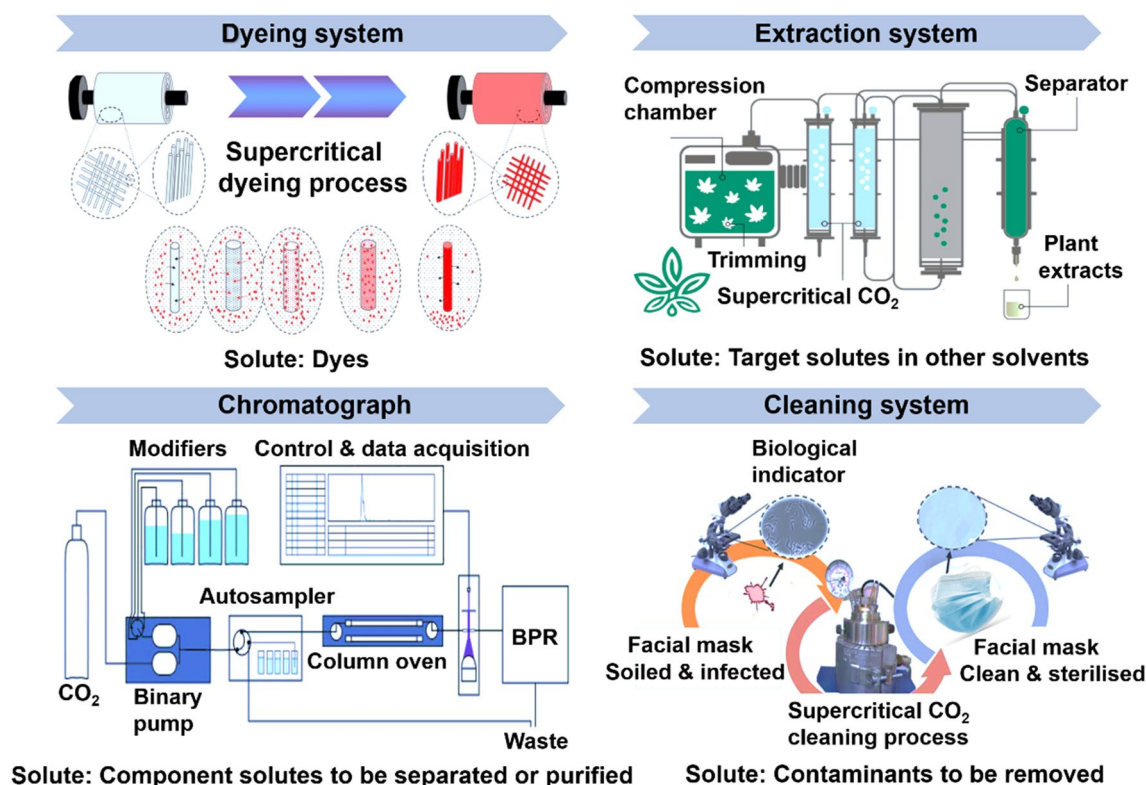 Dyeing system
Supercritical
dyeing process
Solute: Dyes
Extraction system
Compression
chamber
Separator
Trimming
Supercritical CO₂
Plant
extracts
Solute: Target solutes in other solvents
Chromatograph
Modifiers
Control & data acquisition
Autosampler
BPR
Column oven
CO₂
Binary
pump
Waste
Solute: Component solutes to be separated or purified
Cleaning system
Biological
indicator
Facial mask
Soiled & infected
Facial mask
Clean & sterilised
Supercritical CO₂
cleaning process
Solute: Contaminants to be removed